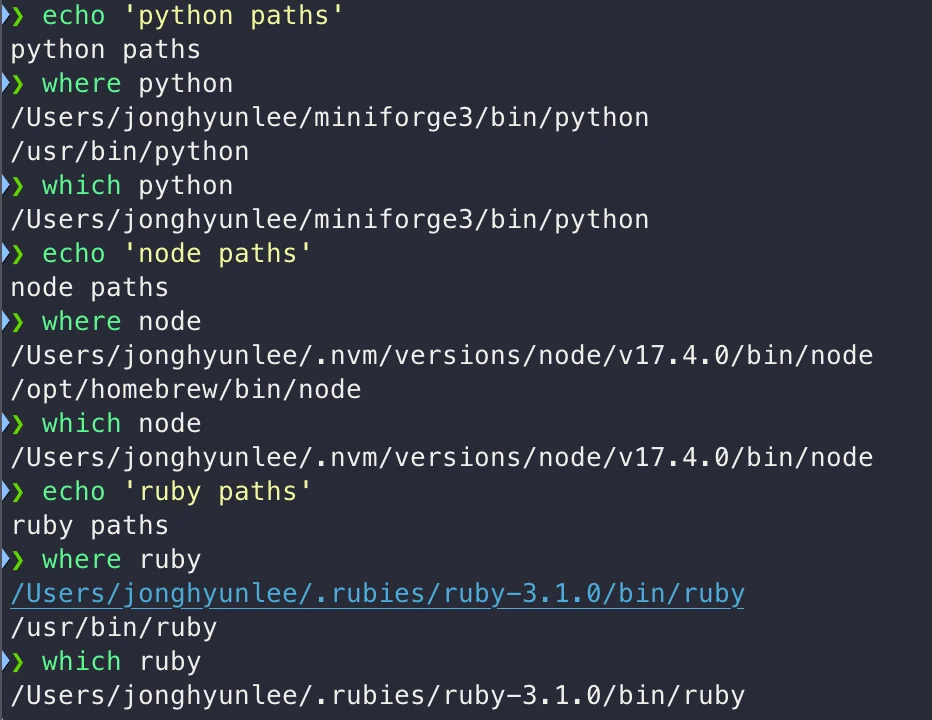 ❯ echo 'python paths'
python paths
❯ where python
/Users/jonghyunlee/miniforge3/bin/python
/usr/bin/python
❯ which python
/Users/jonghyunlee/miniforge3/bin/python
❯ echo 'node paths'
node paths
❯ where node
/Users/jonghyunlee/.nvm/versions/node/v17.4.0/bin/node
/opt/homebrew/bin/node
❯ which node
/Users/jonghyunlee/.nvm/versions/node/v17.4.0/bin/node
❯ echo 'ruby paths'
ruby paths
❯ where ruby
/Users/jonghyunlee/.rubies/ruby-3.1.0/bin/ruby
/usr/bin/ruby
❯ which ruby
/Users/jonghyunlee/.rubies/ruby-3.1.0/bin/ruby